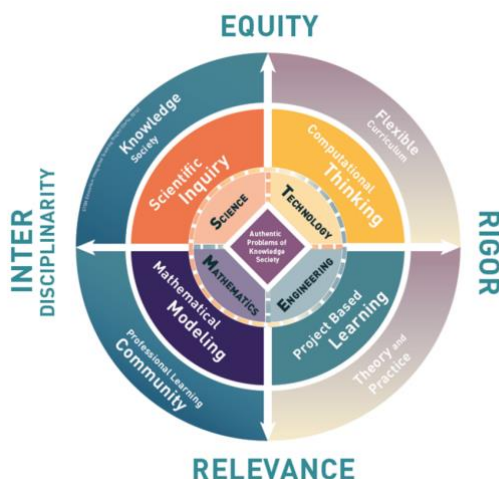 EQUITY
Knowledge
Society
Flexible
Curriculum
Scientific
Inquiry
Computational
Thinking
SCIENCE
TECHNOLOGY
INTER
DISCIPLINARITY
Authentic
Problems of
Knowledge
Society
RIGOR
MATHEMATICS
ENGINEERING
Mathematical
Modeling
Project Based
Learning
Professional Learning
Community
Theory and
Practice
RELEVANCE